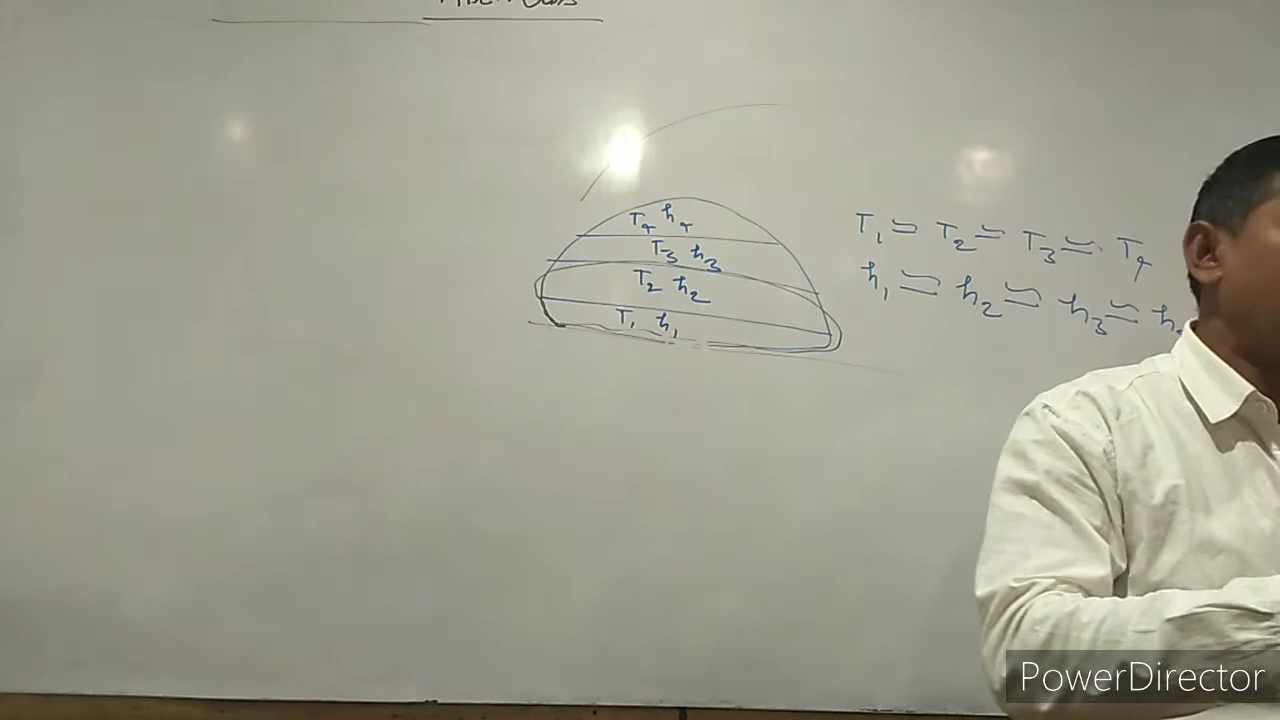 T₄ h₄
T₃ h₃
T₂ h₂
T₁ h₁
T₁ ≃ T₂ ≃ T₃ ≃ T₄
h₁ ≃ h₂ ≃ h₃ ≃ h
PowerDirector